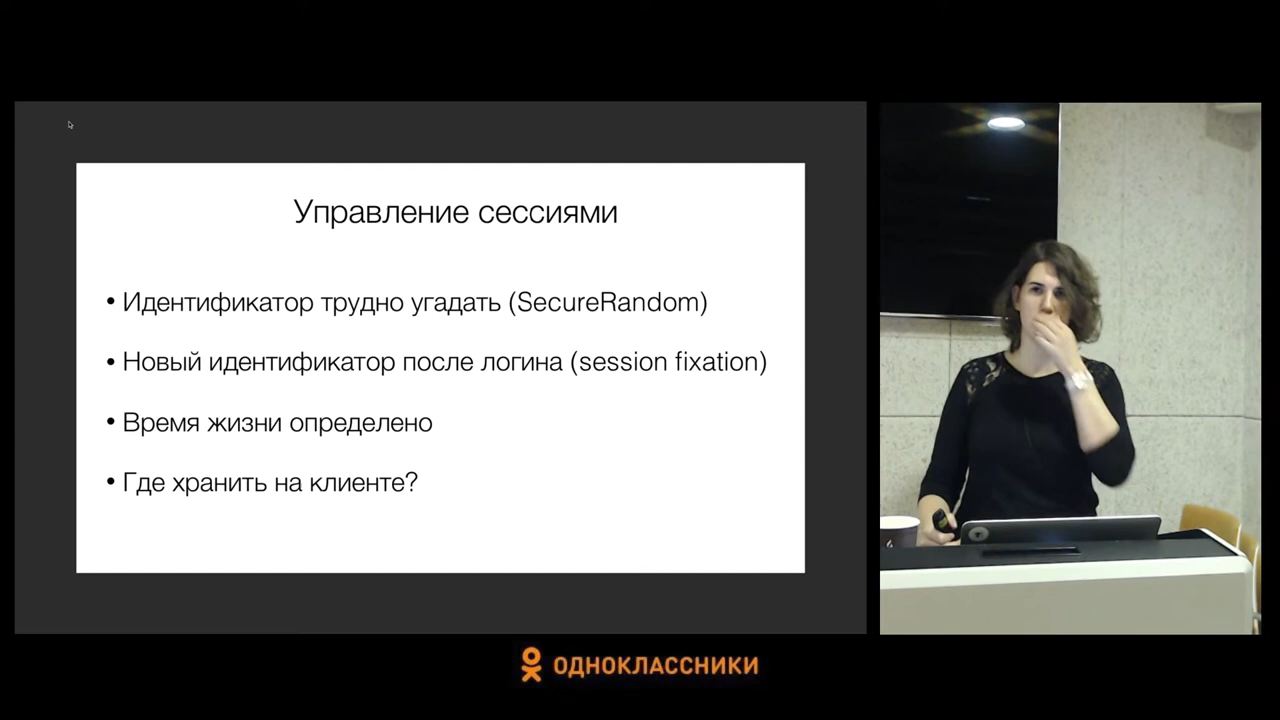 Управление сессиями
• Идентификатор трудно угадать (SecureRandom)
• Новый идентификатор после логина (session fixation)
• Время жизни определено
• Где хранить на клиенте?
ОДНОКЛАССНИКИ